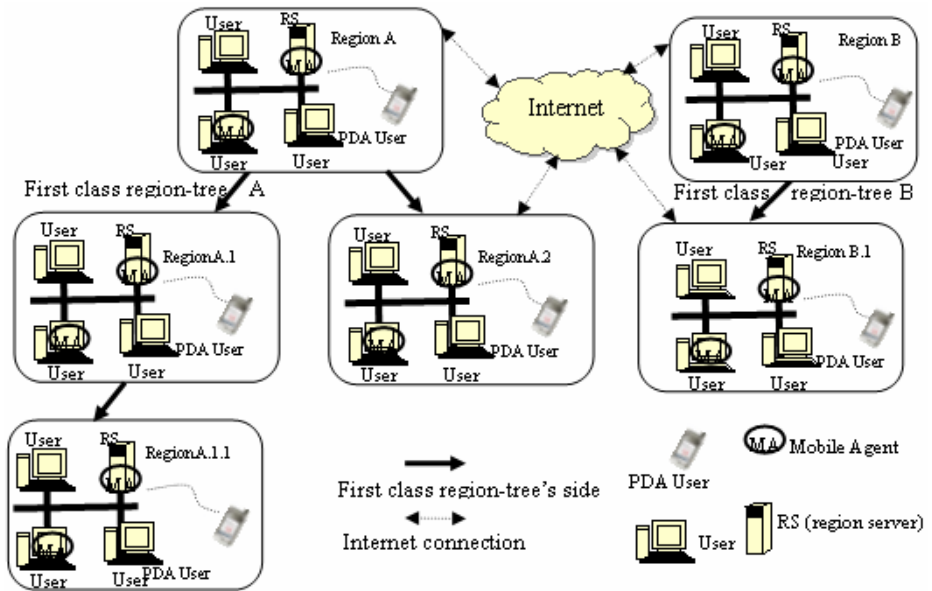 User
RS
Region A
MA
MA
PDA User
User
User
Internet
User
RS
Region B
MA
MA
PDA User
User
User
First class region-tree A
First class region-tree B
User
RS
RegionA.1
MA
MA
PDA User
User
User
RS
RegionA.2
MA
MA
PDA User
User
User
User
RS
Region B.1
MA
MA
PDA User
User
User
User
RS
RegionA.1.1
MA
MA
PDA User
User
User
First class region-tree's side
Internet connection
PDA User
MA
Mobile Agent
User
RS (region server)